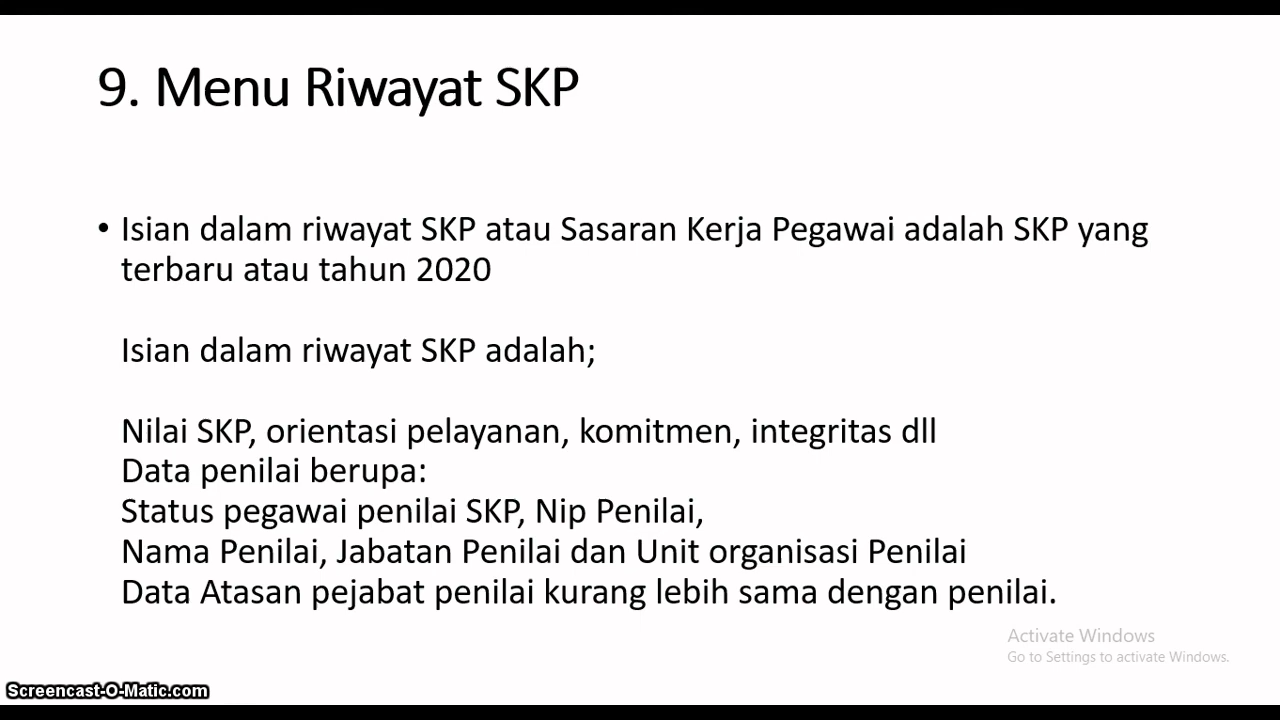 9. Menu Riwayat SKP
• Isian dalam riwayat SKP atau Sasaran Kerja Pegawai adalah SKP yang
terbaru atau tahun 2020
Isian dalam riwayat SKP adalah;
Nilai SKP, orientasi pelayanan, komitmen, integritas dll
Data penilai berupa:
Status pegawai penilai SKP, Nip Penilai,
Nama Penilai, Jabatan Penilai dan Unit organisasi Penilai
Data Atasan pejabat penilai kurang lebih sama dengan penilai.
Activate Windows
Go to Settings to activate Windows.
Screencast-O-Matic.com